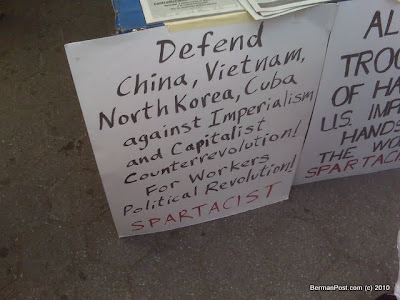 Defend
China, Vietnam,
North Korea, Cuba
against Imperialism
and Capitalist
Counterrevolution!
For Workers
Political Revolution!
SPARTACIST
AL
TROO
OF HA
U.S. IMP
HANDS
THE WO
SPARTAC
BermanPost.com (c) 2010